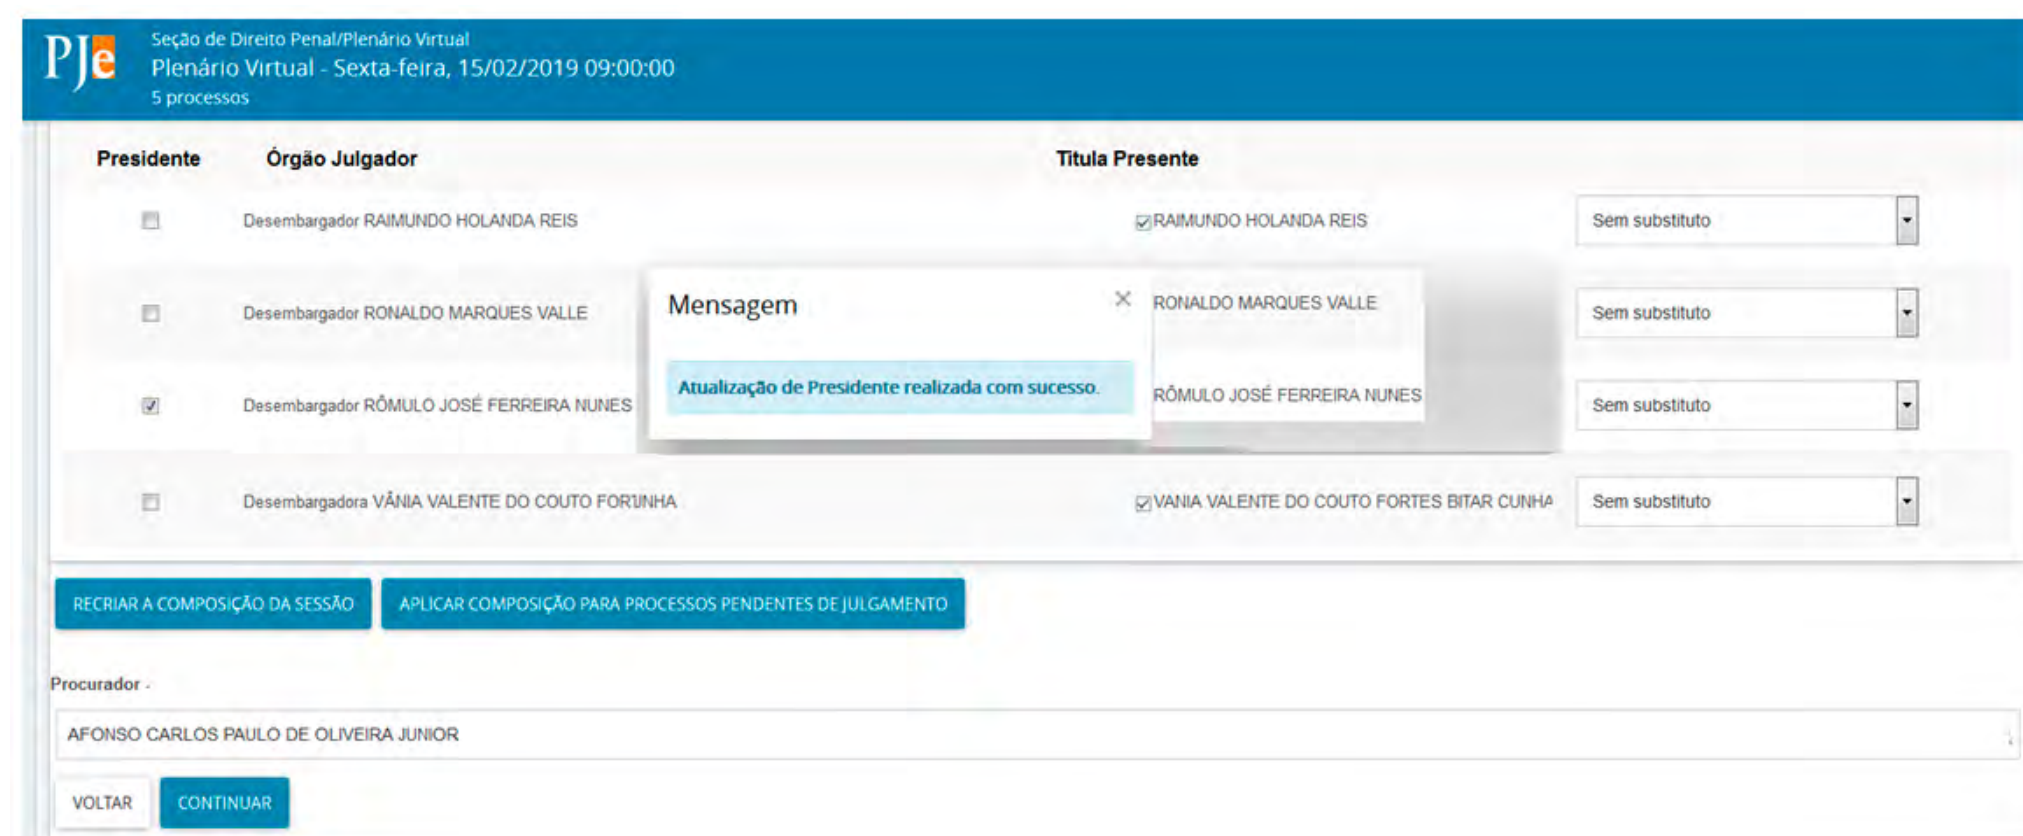 PJe
Seção de Direito Penal/Plenário Virtual
Plenário Virtual - Sexta-feira, 15/02/2019 09:00:00
5 processos
Presidente Órgão Julgador Titula Presente
Desembargador RAIMUNDO HOLANDA REIS RAIMUNDO HOLANDA REIS Sem substituto
Desembargador RONALDO MARQUES VALLE RONALDO MARQUES VALLE Sem substituto
Mensagem ×
Atualização de Presidente realizada com sucesso.
Desembargador RÔMULO JOSÉ FERREIRA NUNES RÔMULO JOSÉ FERREIRA NUNES Sem substituto
Desembargadora VÂNIA VALENTE DO COUTO VANIA VALENTE DO COUTO FORTES BITAR CUNHA Sem substituto
RECRIAR A COMPOSIÇÃO DA SESSÃO APLICAR COMPOSIÇÃO PARA PROCESSOS PENDENTES DE JULGAMENTO
Procurador -
AFONSO CARLOS PAULO DE OLIVEIRA JUNIOR
VOLTAR CONTINUAR